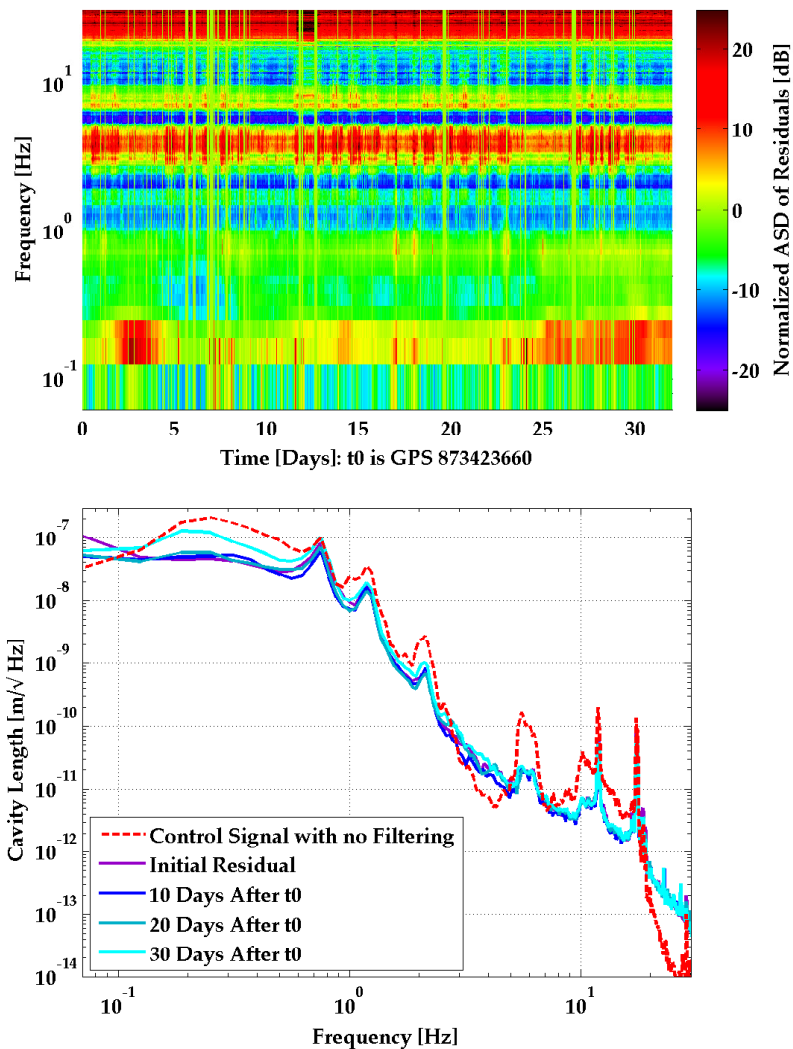 Frequency [Hz]
10^1
10^0
10^-1
0 5 10 15 20 25 30
Time [Days]: t0 is GPS 873423660
20
10
0
-10
-20
Normalized ASD of Residuals [dB]
Cavity Length [m/√ Hz]
10^-7
10^-8
10^-9
10^-10
10^-11
10^-12
10^-13
10^-14
Control Signal with no Filtering
Initial Residual
10 Days After t0
20 Days After t0
30 Days After t0
10^-1 10^0 10^1
Frequency [Hz]